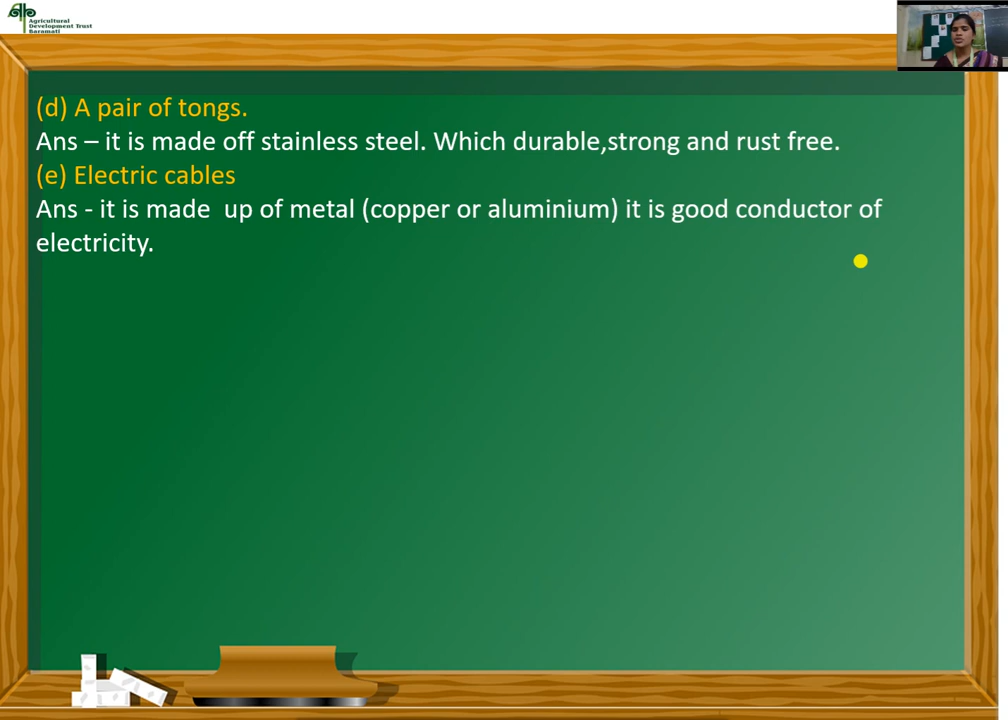 Agricultural
Development Trust
Baramati
(d) A pair of tongs.
Ans – it is made off stainless steel. Which durable,strong and rust free.
(e) Electric cables
Ans - it is made  up of metal (copper or aluminium) it is good conductor of
electricity.